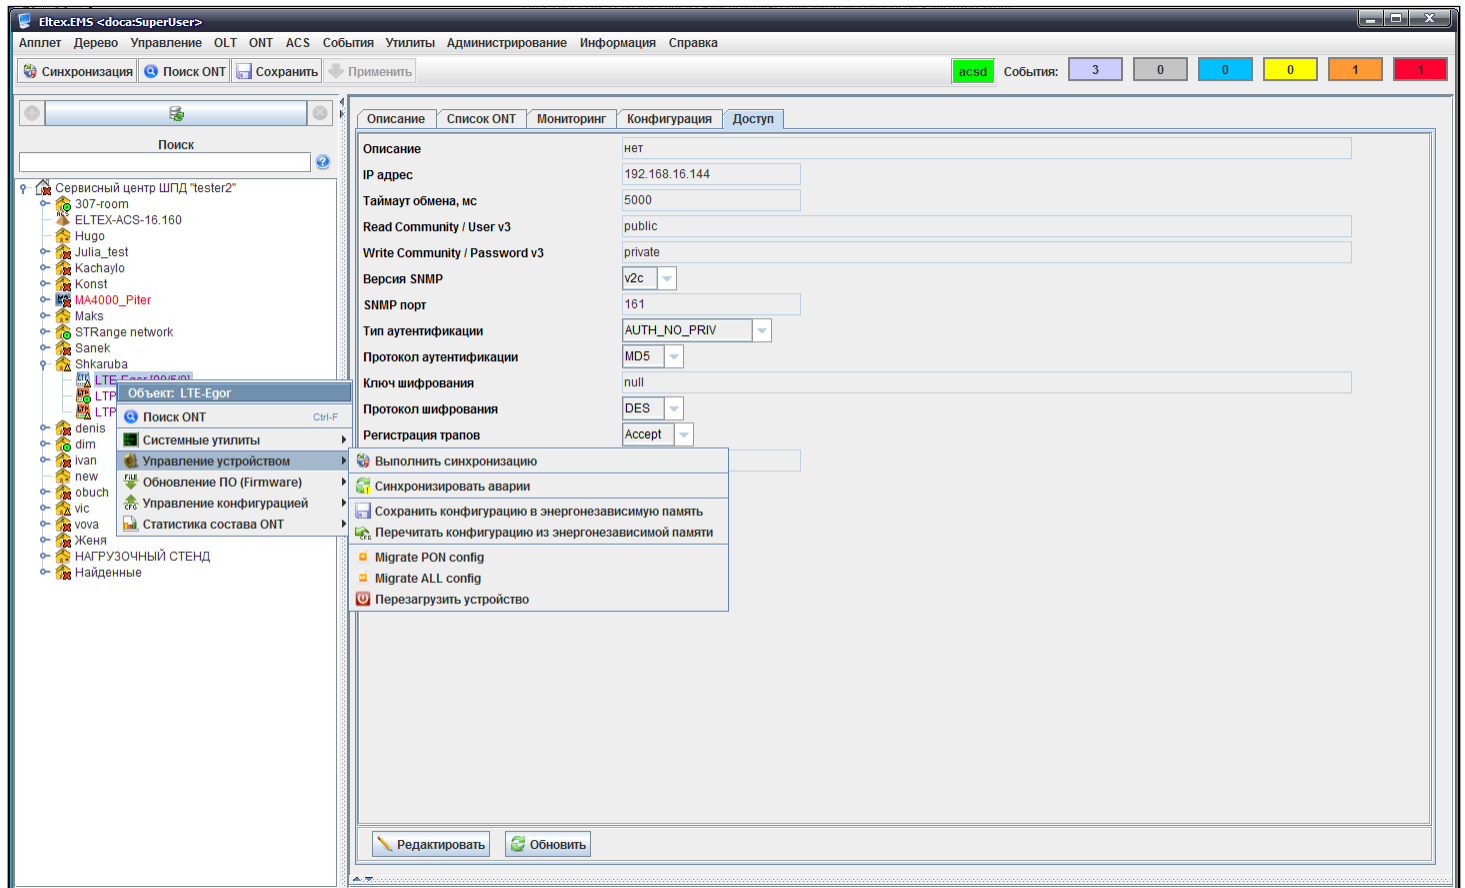 Eltex.EMS <doca:SuperUser>
Апплет Дерево Управление OLT ONT ACS События Утилиты Администрирование Информация Справка
Синхронизация Поиск ONT Сохранить Применить acsd События: 3 0 0 0 1 1
Поиск
Сервисный центр ШПД "tester2"
307-room
ELTEX-ACS-16.160
Hugo
Julia_test
Kachaylo
Konst
MA4000_Piter
Maks
STRange network
Sanek
Shkaruba
LTE-Egor [00/5/0]
LTP
LTP
denis
dim
ivan
new
obuch
vic
vova
Женя
НАГРУЗОЧНЫЙ СТЕНД
Найденные
Объект: LTE-Egor
Поиск ONT Ctrl-F
Системные утилиты
Управление устройством
Обновление ПО (Firmware)
Управление конфигурацией
Статистика состава ONT
Выполнить синхронизацию
Синхронизировать аварии
Сохранить конфигурацию в энергонезависимую память
Перечитать конфигурацию из энергонезависимой памяти
Migrate PON config
Migrate ALL config
Перезагрузить устройство
Описание Список ONT Мониторинг Конфигурация Доступ
Описание нет
IP адрес 192.168.16.144
Таймаут обмена, мс 5000
Read Community / User v3 public
Write Community / Password v3 private
Версия SNMP v2c
SNMP порт 161
Тип аутентификации AUTH_NO_PRIV
Протокол аутентификации MD5
Ключ шифрования null
Протокол шифрования DES
Регистрация трапов Accept
Редактировать Обновить